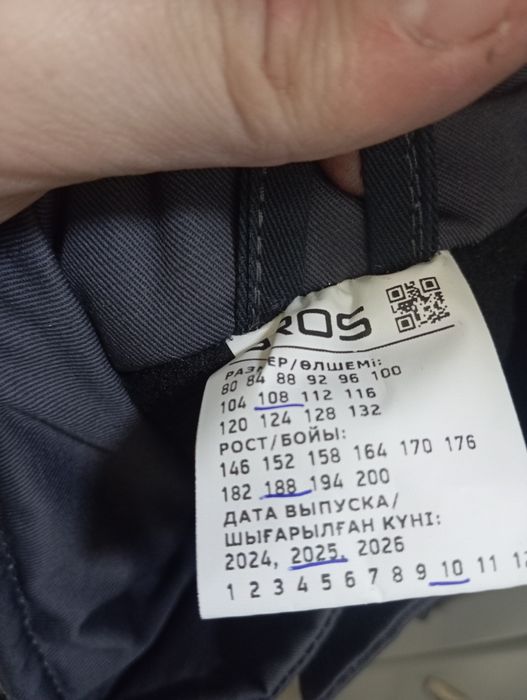 РАЗМЕР/ӨЛШЕМІ:
80 84 88 92 96 100
104 108 112 116
120 124 128 132
РОСТ/БОЙЫ:
146 152 158 164 170 176
182 188 194 200
ДАТА ВЫПУСКА/
ШЫҒАРЫЛҒАН КҮНІ:
2024, 2025, 2026
1 2 3 4 5 6 7 8 9 10 11